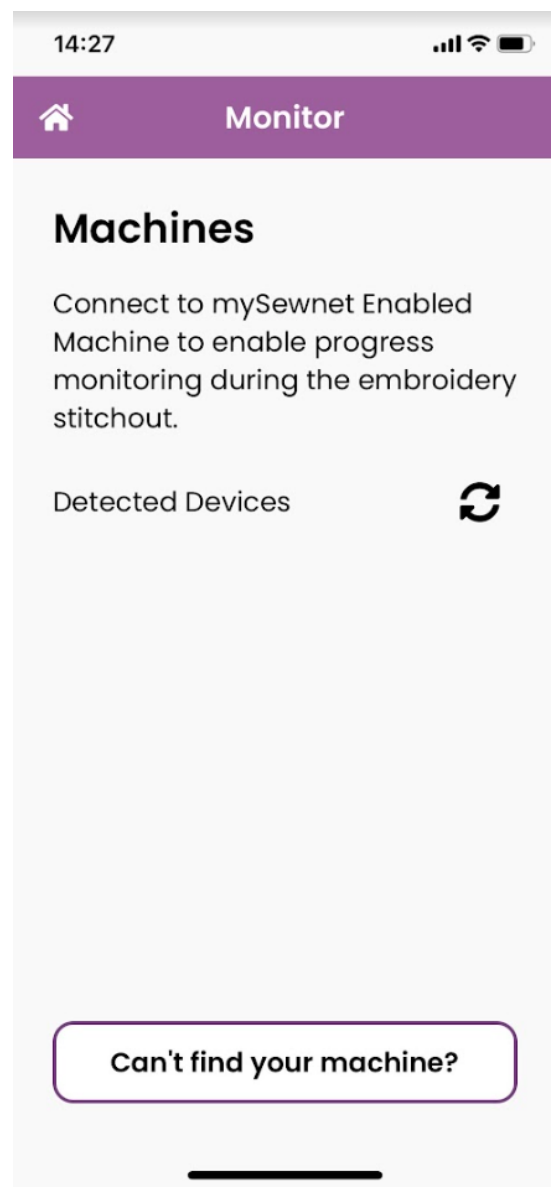 14:27
Monitor
Machines
Connect to mySewnet Enabled
Machine to enable progress
monitoring during the embroidery
stitchout.
Detected Devices
Can't find your machine?